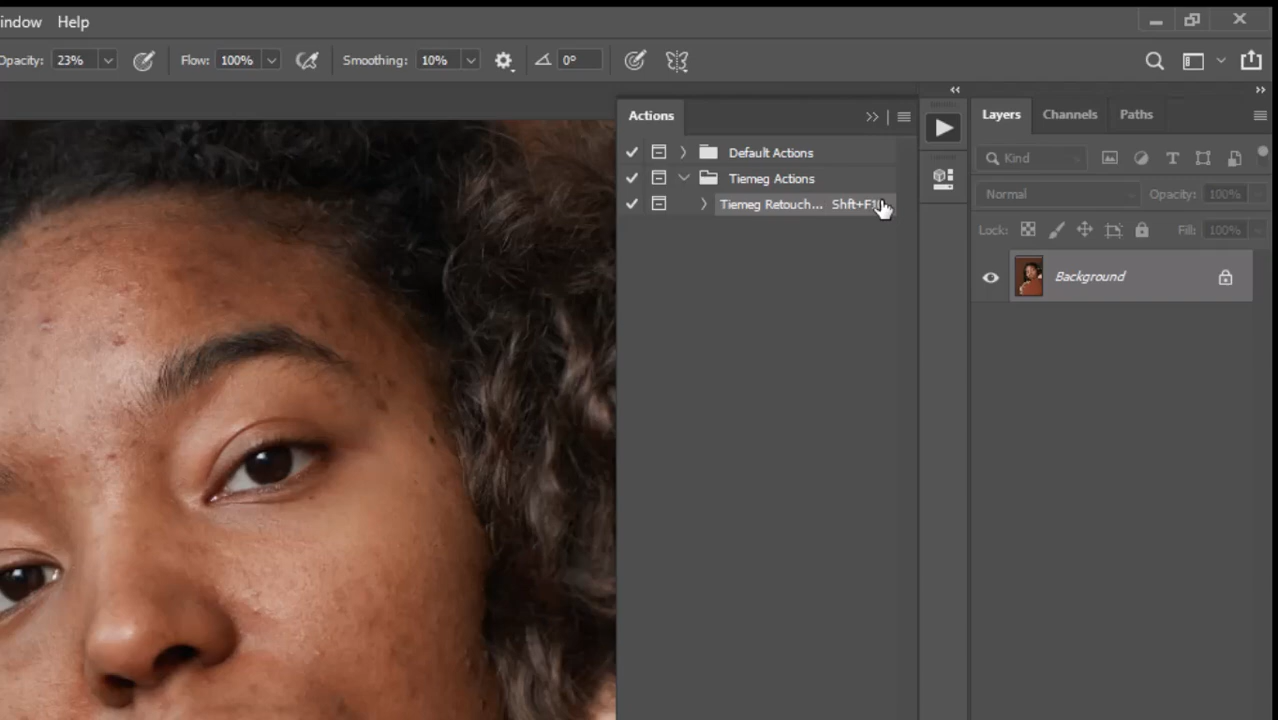 indow Help
Opacity: 23% Flow: 100% Smoothing: 10% 0°
Actions
Default Actions
Tiemeg Actions
Tiemeg Retouch...
Layers Channels Paths
Kind
Normal Opacity: 100%
Lock: Fill: 100%
Background